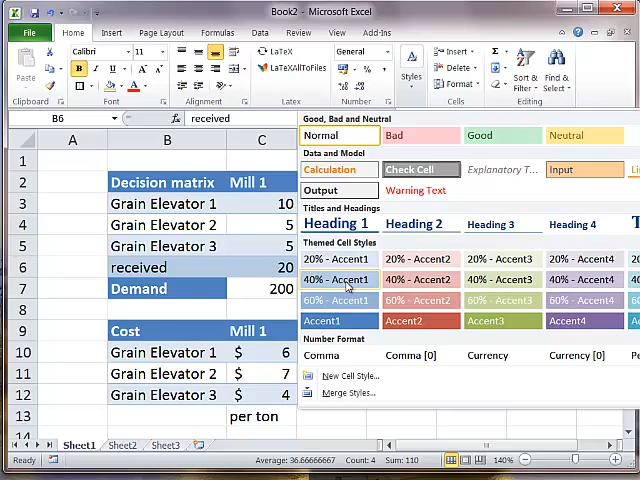 Book2 - Microsoft Excel
File Home Insert Page Layout Formulas Data Review View Add-Ins
Paste
Calibri 11
B I U
A
LaTeX
LaTeXAllToFiles
General
%
Styles
Insert
Delete
Format
Sort &
Filter
Find &
Select
Clipboard Font Alignment Number Cells Editing
B6 fx received
A B C
1
2 Decision matrix Mill 1
3 Grain Elevator 1 10
4 Grain Elevator 2 5
5 Grain Elevator 3 5
6 received 20
7 Demand 200
8
9 Cost Mill 1
10 Grain Elevator 1 $ 6
11 Grain Elevator 2 $ 7
12 Grain Elevator 3 $ 4
13 per ton
14
Good, Bad and Neutral
Normal Bad Good Neutral
Data and Model
Calculation Check Cell Explanatory T... Input
Output Warning Text
Titles and Headings
Heading 1 Heading 2 Heading 3 Heading 4
Themed Cell Styles
20% - Accent1 20% - Accent2 20% - Accent3 20% - Accent4
40% - Accent1 40% - Accent2 40% - Accent3 40% - Accent4
60% - Accent1 60% - Accent2 60% - Accent3 60% - Accent4
Accent1 Accent2 Accent3 Accent4
Number Format
Comma Comma [0] Currency Currency [0]
New Cell Style...
Merge Styles...
Sheet1 Sheet2 Sheet3
Ready Average: 36.66666667 Count: 4 Sum: 110 140%